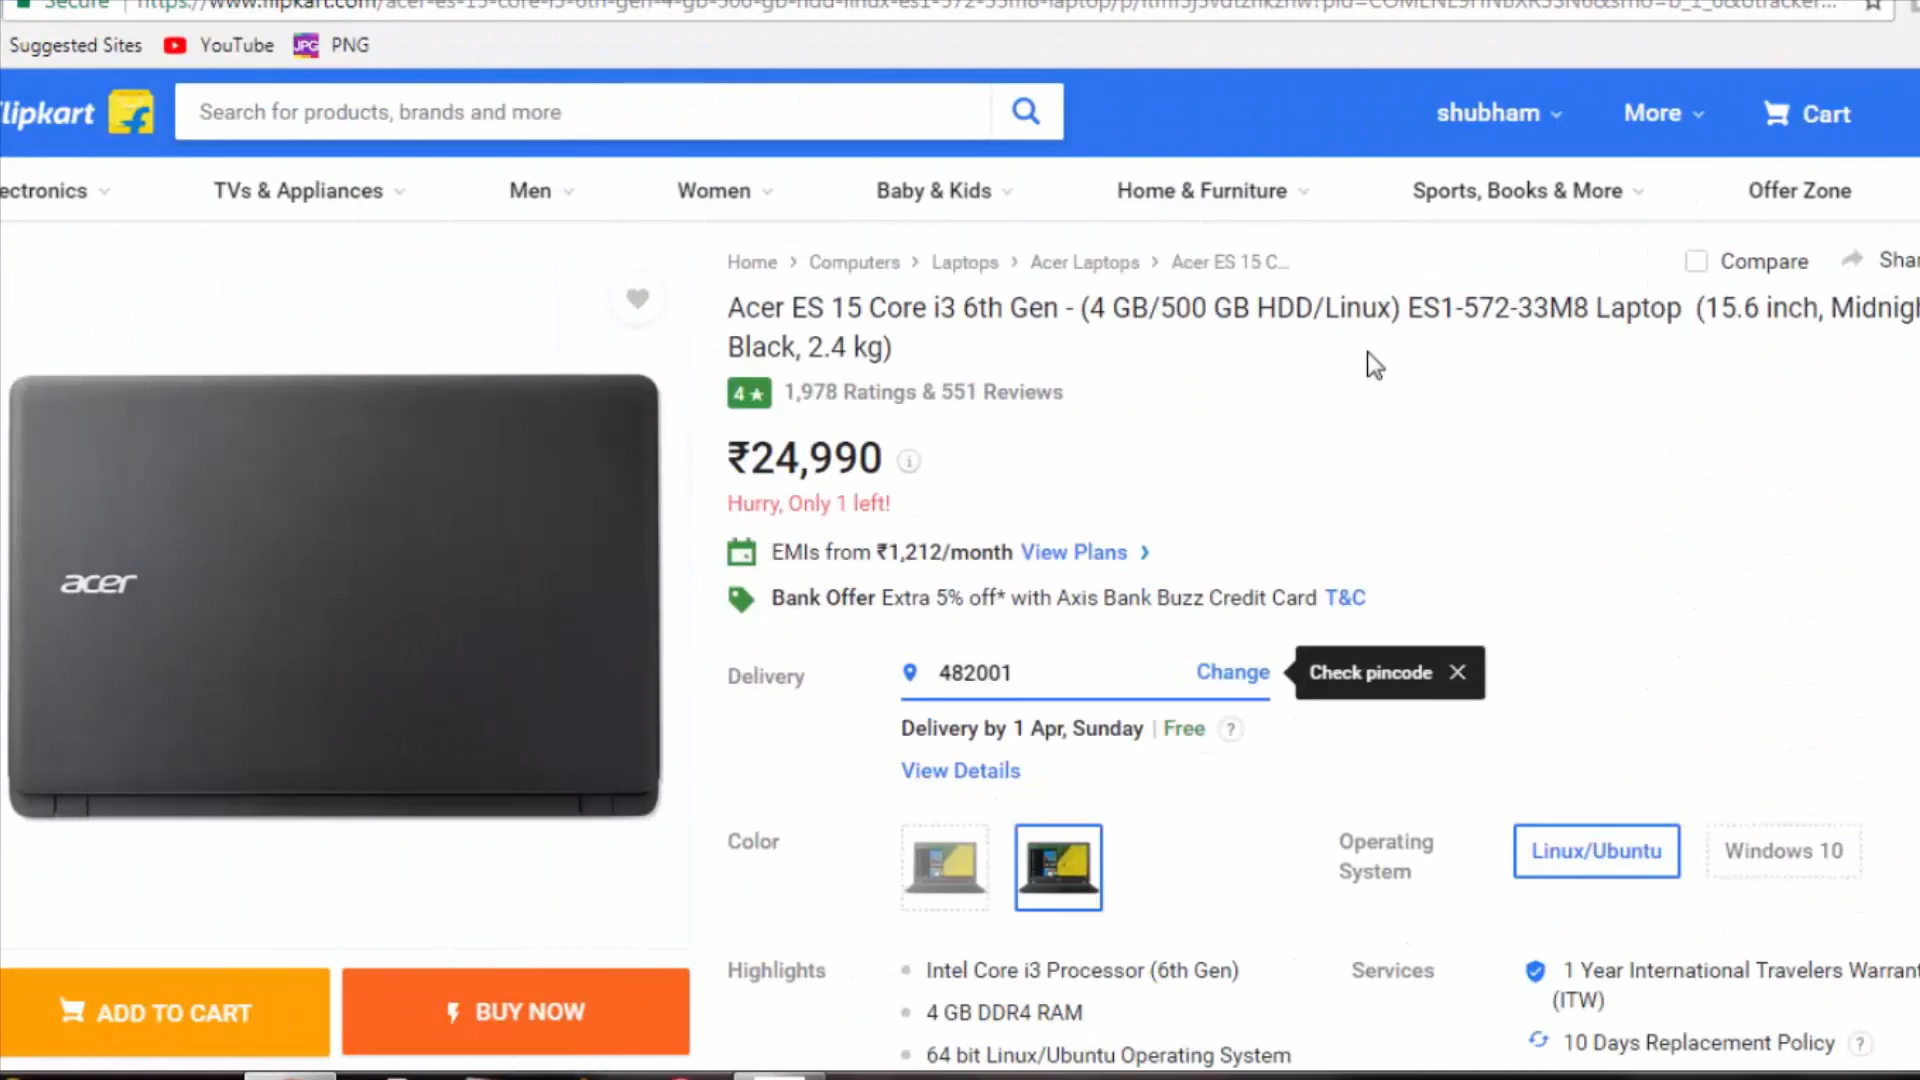 Secure
Suggested Sites YouTube JPG PNG
Search for products, brands and more
shubham More Cart
TVs & Appliances Men Women Baby & Kids Home & Furniture Sports, Books & More Offer Zone
Home > Computers > Laptops > Acer Laptops > Acer ES 15 C...
Compare
Acer ES 15 Core i3 6th Gen - (4 GB/500 GB HDD/Linux) ES1-572-33M8 Laptop (15.6 inch,
Black, 2.4 kg)
4★ 1,978 Ratings & 551 Reviews
₹24,990
Hurry, Only 1 left!
EMIs from ₹1,212/month View Plans >
Bank Offer Extra 5% off* with Axis Bank Buzz Credit Card T&C
acer
Delivery 482001 Change Check pincode ✕
Delivery by 1 Apr, Sunday | Free ?
View Details
Color
Operating System
Linux/Ubuntu Windows 10
Highlights
Intel Core i3 Processor (6th Gen)
4 GB DDR4 RAM
64 bit Linux/Ubuntu Operating System
Services
1 Year International Travelers
(ITW)
10 Days Replacement Policy ?
ADD TO CART
BUY NOW